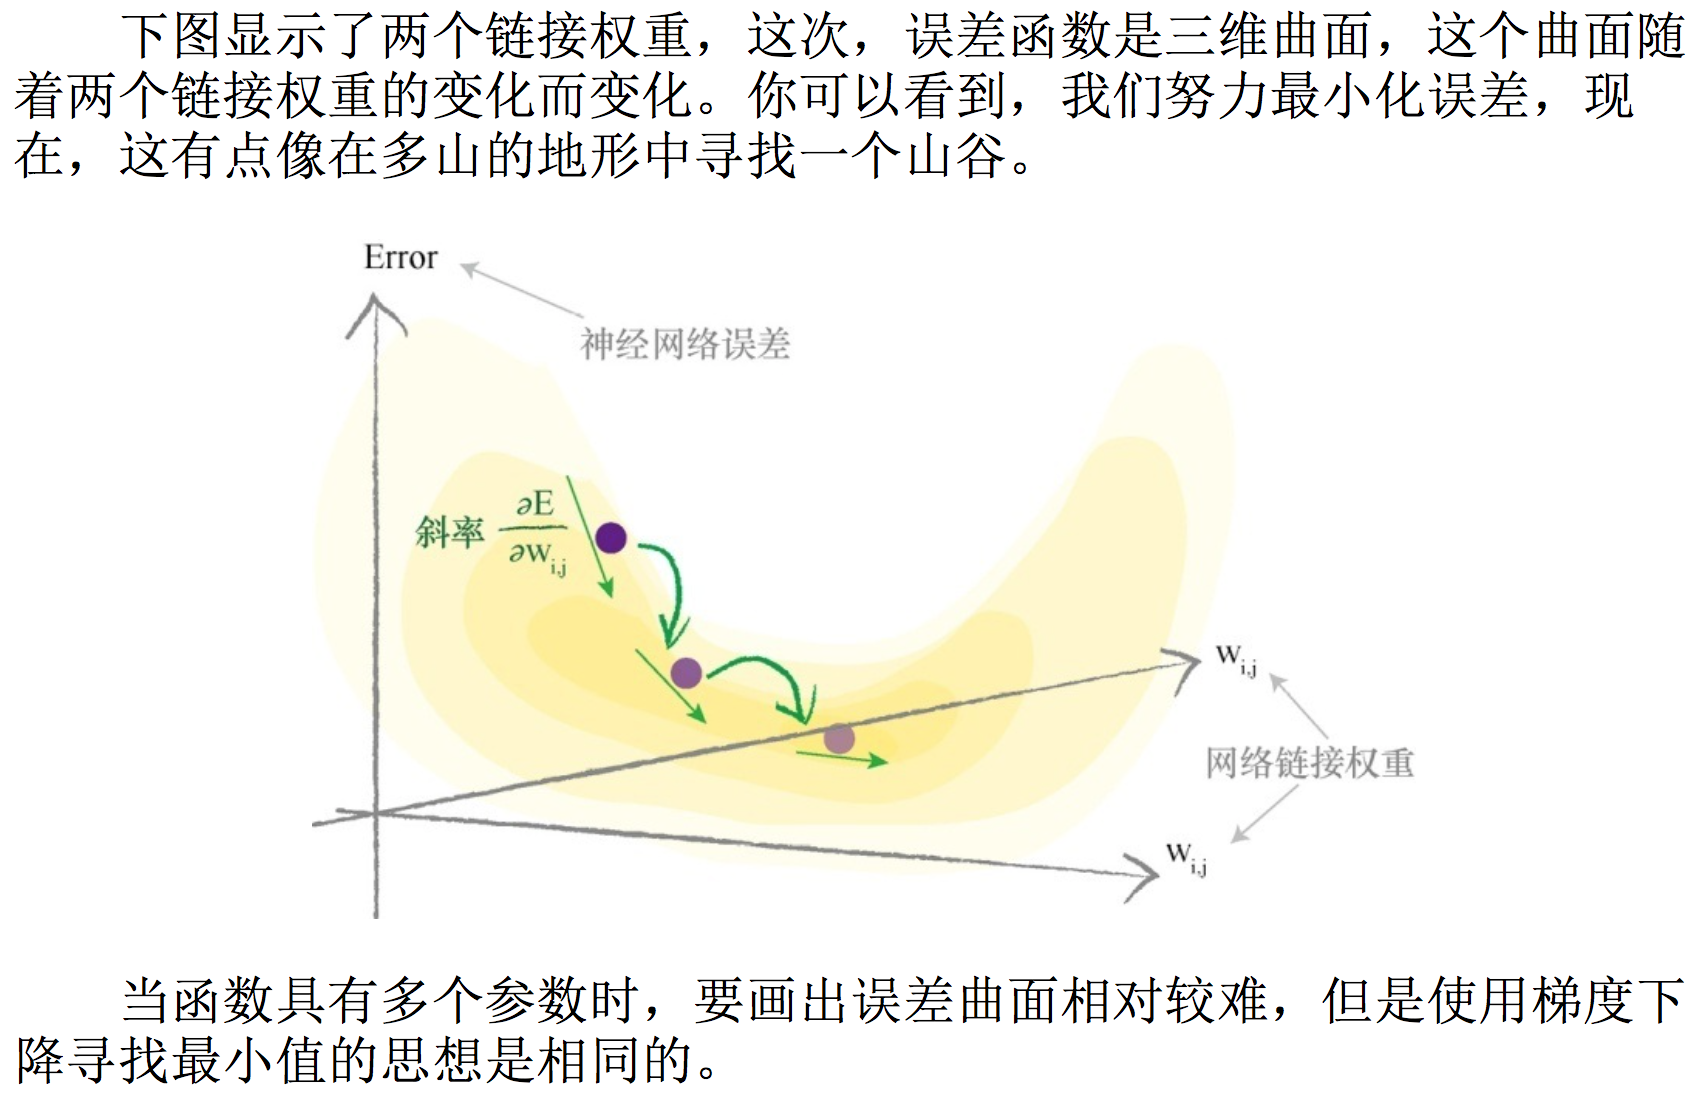 下图显示了两个链接权重，这次，误差函数是三维曲面，这个曲面随
着两个链接权重的变化而变化。你可以看到，我们努力最小化误差，现
在，这有点像在多山的地形中寻找一个山谷。
Error
神经网络误差
斜率 ∂E/∂w_{i,j}
w_{i,j}
网络链接权重
w_{i,j}
当函数具有多个参数时，要画出误差曲面相对较难，但是使用梯度下
降寻找最小值的思想是相同的。